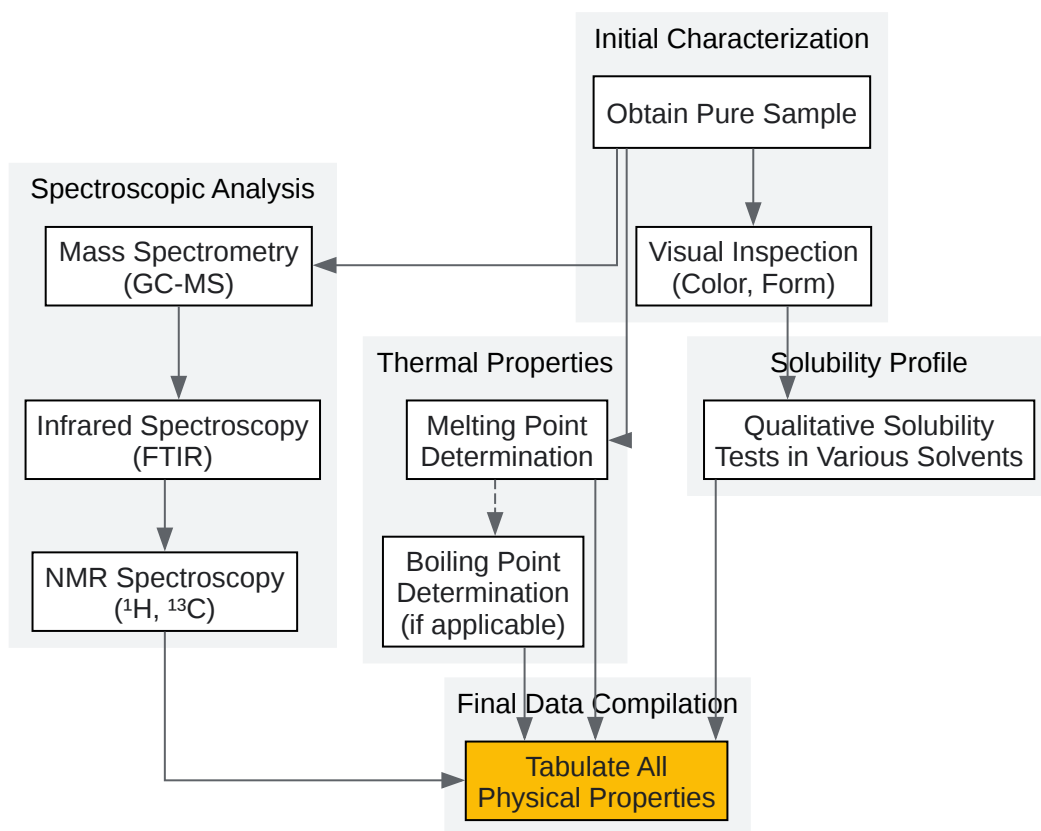 Initial Characterization
Obtain Pure Sample
Visual Inspection
(Color, Form)
Spectroscopic Analysis
Mass Spectrometry
(GC-MS)
Infrared Spectroscopy
(FTIR)
NMR Spectroscopy
(¹H, ¹³C)
Thermal Properties
Melting Point
Determination
Boiling Point
Determination
(if applicable)
Solubility Profile
Qualitative Solubility
Tests in Various Solvents
Final Data Compilation
Tabulate All
Physical Properties